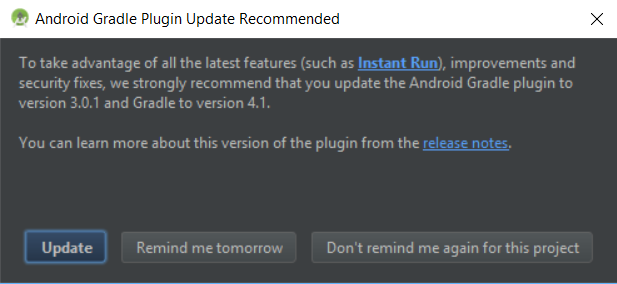 Android Gradle Plugin Update Recommended
To take advantage of all the latest features (such as Instant Run), improvements and
security fixes, we strongly recommend that you update the Android Gradle plugin to
version 3.0.1 and Gradle to version 4.1.
You can learn more about this version of the plugin from the release notes.
Update Remind me tomorrow Don't remind me again for this project